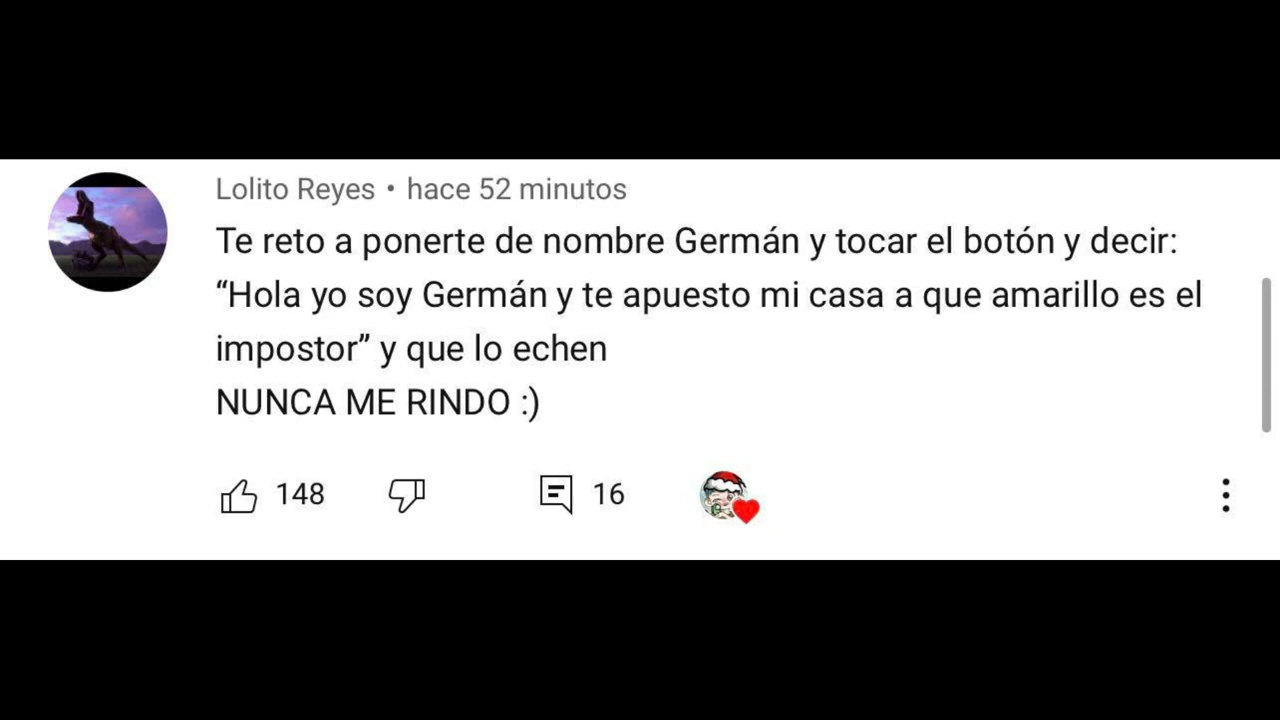 Lolito Reyes • hace 52 minutos
Te reto a ponerte de nombre Germán y tocar el botón y decir:
“Hola yo soy Germán y te apuesto mi casa a que amarillo es el
impostor” y que lo echen
NUNCA ME RINDO :)
148 16